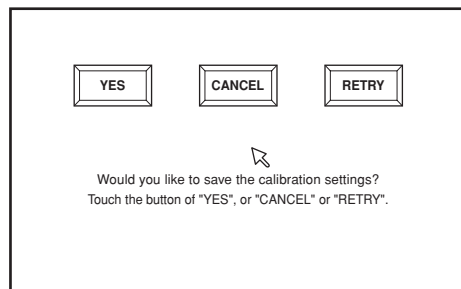 YES CANCEL RETRY
Would you like to save the calibration settings?
Touch the button of "YES", or "CANCEL" or "RETRY".